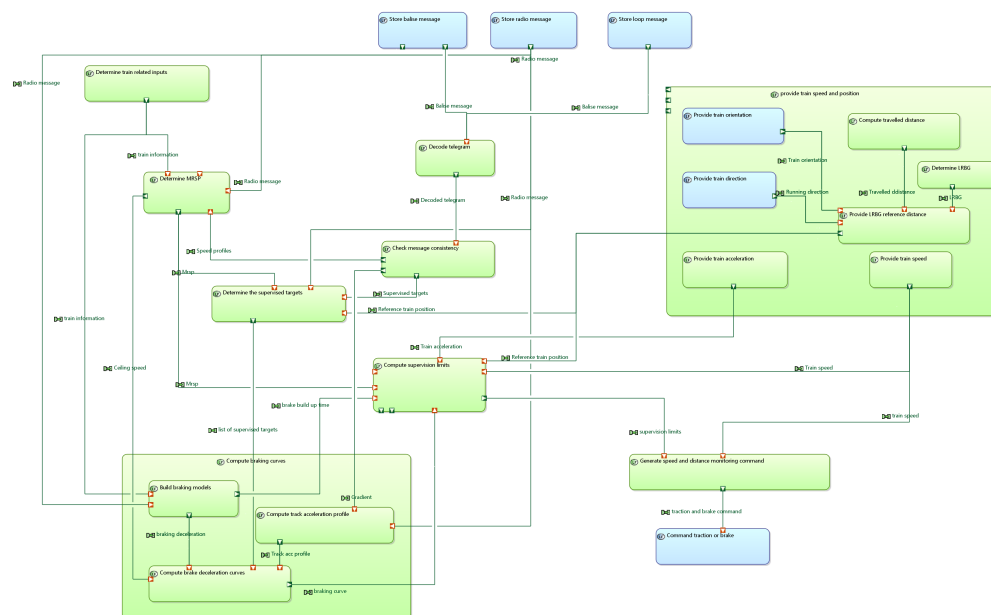 Store balise message
Store radio message
Store loop message
Radio message
Radio message
Determine train related inputs
provide train speed and position
Balise message
Balise message
Provide train orientation
Compute travelled distance
Decode telegram
train information
Train orientation
Determine LRBG
Determine MRSP
Radio message
Provide train direction
Running direction
Travelled ddistance
LRBG
Decoded telegram
Radio message
Provide LRBG reference distance
Speed profiles
Check message consistency
Provide train acceleration
Provide train speed
Mrsp
Determine the supervised targets
Supervised targets
Reference train position
train information
Train acceleration
Reference train position
Compute supervision limits
Ceiling speed
Train speed
Mrsp
brake build up time
train speed
list of supervised targets
supervision limits
Compute braking curves
Generate speed and distance monitoring command
Build braking models
Gradient
Compute track acceleration profile
traction and brake command
braking deceleration
Command traction or brake
Track acc profile
Compute brake deceleration curves
braking curve